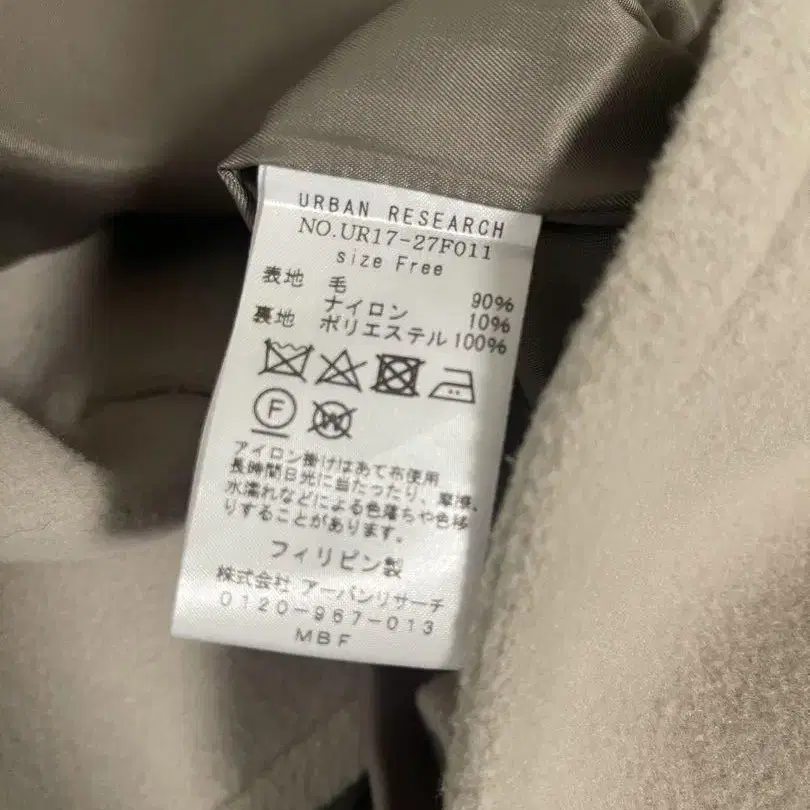 URBAN RESEARCH
NO.UR17-27F011
size Free
表地 毛 90%
ナイロン 10%
裏地 ポリエステル 100%
F W
アイロン掛けはあて布使用
長時間日光に当たったり、摩擦、
水濡れなどによる色落ちや色移
りすることがあります。
フィリピン製
株式会社 アーバンリサーチ
0120-967-013
MBF